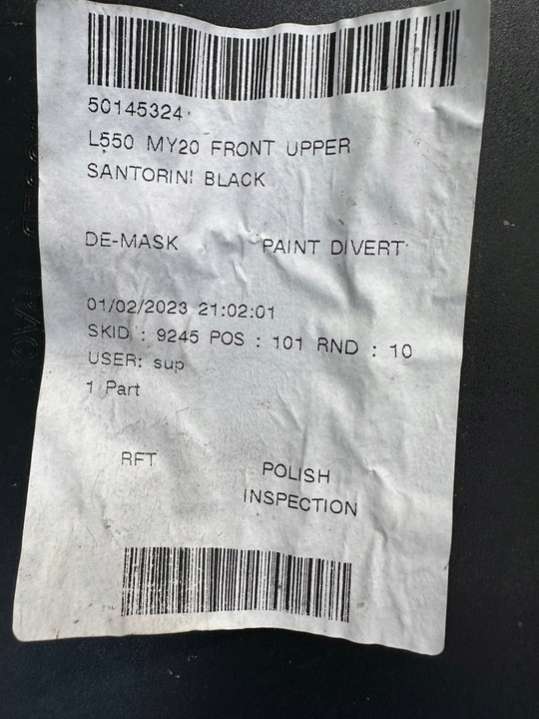 50145324
L550 MY20 FRONT UPPER
SANTORINI BLACK
DE-MASK PAINT DIVERT
01/02/2023 21:02:01
SKID : 9245 POS : 101 RND : 10
USER: sup
1 Part
RFT POLISH
INSPECTION